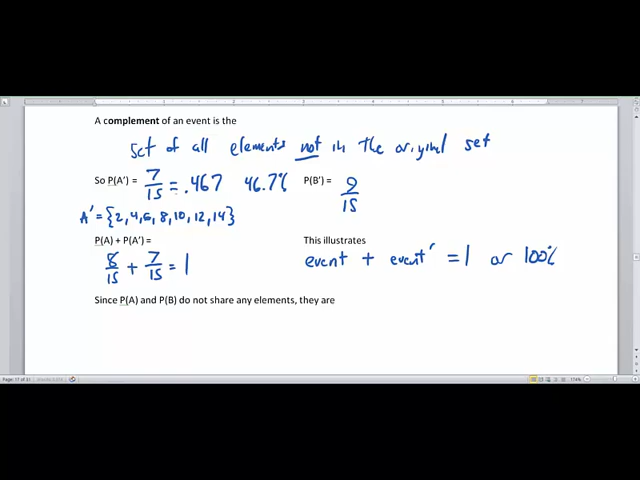 A complement of an event is the
set of all elements not in the original set
So P(A') = 7/15 = .467 46.7% P(B') = 9/15
A' = {2, 4, 6, 8, 10, 12, 14}
P(A) + P(A') = This illustrates
8/15 + 7/15 = 1 event + event' = 1 or 100%
Since P(A) and P(B) do not share any elements, they are